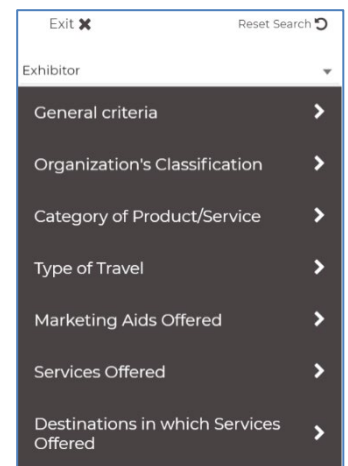 Exit ✖
Reset Search
Exhibitor
General criteria
Organization's Classification
Category of Product/Service
Type of Travel
Marketing Aids Offered
Services Offered
Destinations in which Services
Offered